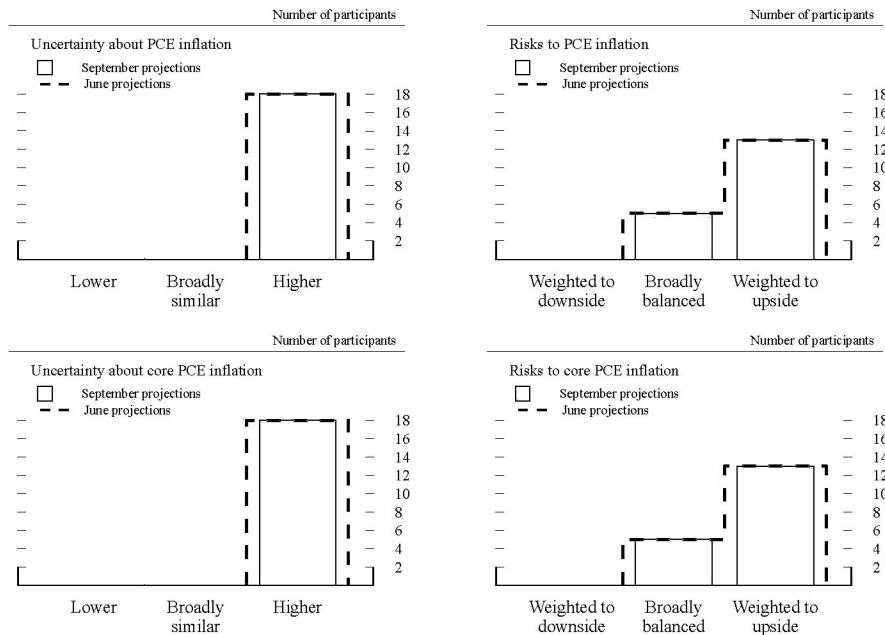 Number of participants
Uncertainty about PCE inflation
September projections
June projections
18
16
14
12
10
8
6
4
2
Lower
Broadly similar
Higher
Number of participants
Risks to PCE inflation
September projections
June projections
18
16
14
12
10
8
6
4
2
Weighted to downside
Broadly balanced
Weighted to upside
Number of participants
Uncertainty about core PCE inflation
September projections
June projections
18
16
14
12
10
8
6
4
2
Lower
Broadly similar
Higher
Number of participants
Risks to core PCE inflation
September projections
June projections
18
16
14
12
10
8
6
4
2
Weighted to downside
Broadly balanced
Weighted to upside